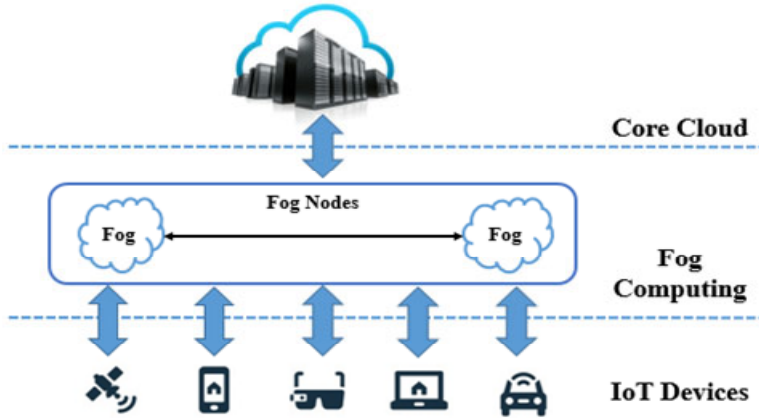 Core Cloud
Fog Nodes
Fog
Fog
Fog
Computing
IoT Devices